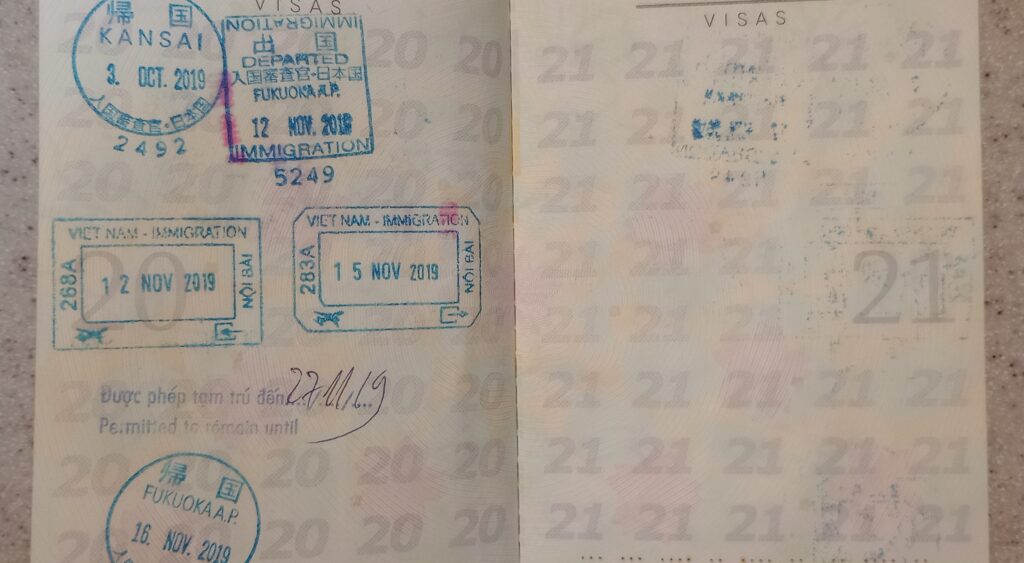 VISAS
帰 国
KANSAI
3. OCT. 2019
入国審査官・日本国
2492
IMMIGRATION
出 国
DEPARTED
入国審査官・日本国
FUKUOKA A.P.
12 NOV. 2019
IMMIGRATION
5249
VIET NAM - IMMIGRATION
268A
12 NOV 2019
NỘI BÀI
VIET NAM - IMMIGRATION
283A
15 NOV 2019
NỘI BÀI
20
Được phép tạm trú đến 27.11.19
Permitted to remain until
帰 国
FUKUOKA A.P.
16. NOV. 2019
VISAS
21